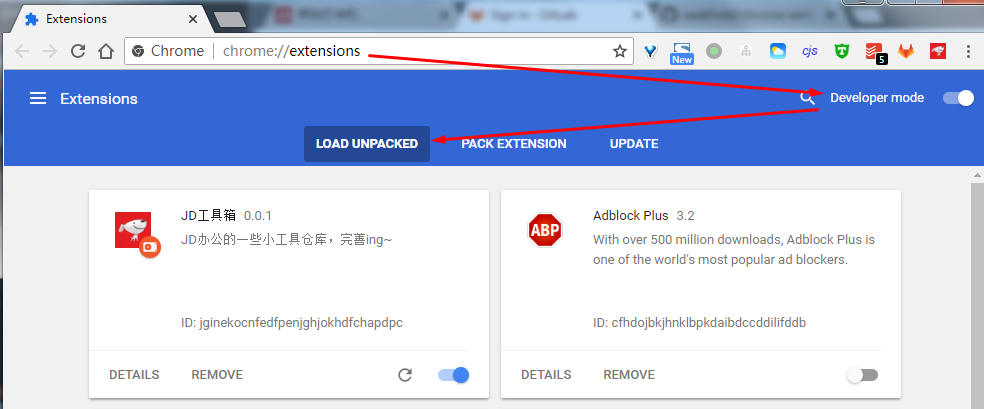 Extensions
Chrome
chrome://extensions
New
cjs
T
5
Extensions
Developer mode
LOAD UNPACKED
PACK EXTENSION
UPDATE
JD工具箱 0.0.1
JD办公的一些小工具仓库，完善ing~
ID: jginekocnfedfpenjghjokhdfchapdpc
DETAILS
REMOVE
ABP
Adblock Plus 3.2
With over 500 million downloads, Adblock Plus is
one of the world's most popular ad blockers.
ID: cfhdojbkjhnklbpkdaibdccddilifddb
DETAILS
REMOVE